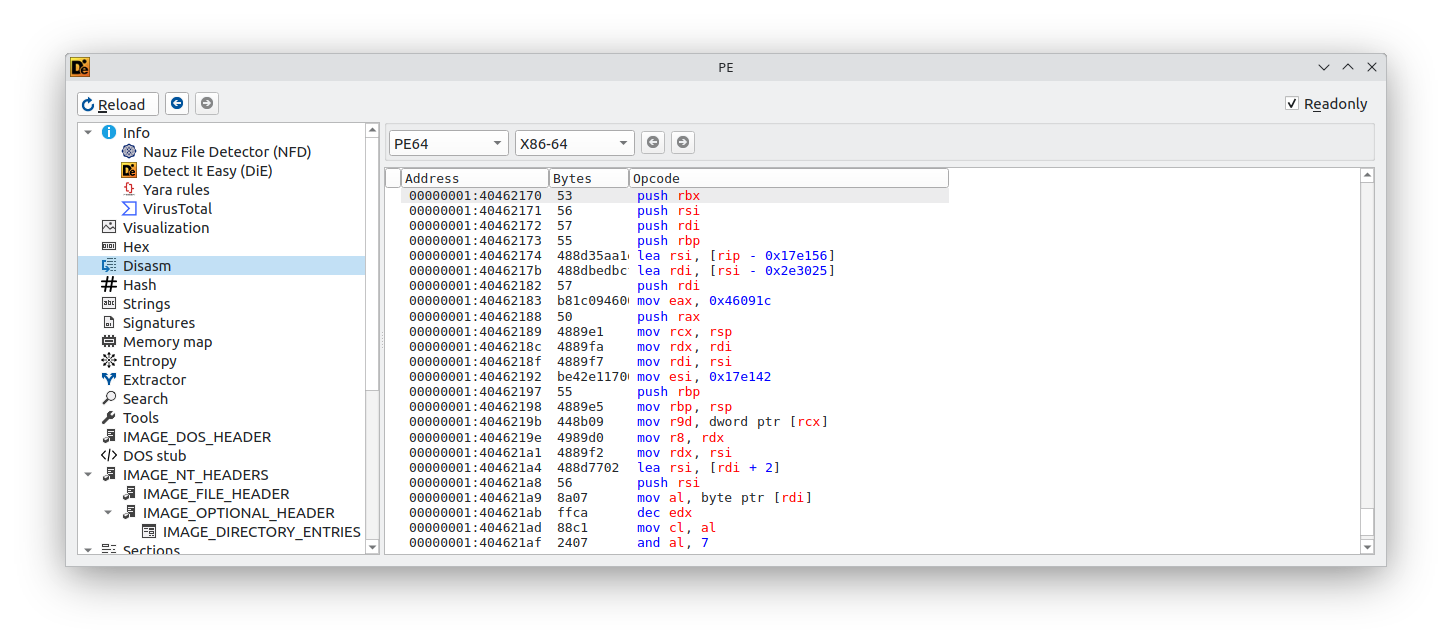 PE
Reload
Readonly
Info
Nauz File Detector (NFD)
Detect It Easy (DiE)
Yara rules
VirusTotal
Visualization
Hex
Disasm
Hash
Strings
Signatures
Memory map
Entropy
Extractor
Search
Tools
IMAGE_DOS_HEADER
DOS stub
IMAGE_NT_HEADERS
IMAGE_FILE_HEADER
IMAGE_OPTIONAL_HEADER
IMAGE_DIRECTORY_ENTRIES
Sections
PE64 X86-64
Address Bytes Opcode
00000001:40462170 53 push rbx
00000001:40462171 56 push rsi
00000001:40462172 57 push rdi
00000001:40462173 55 push rbp
00000001:40462174 488d35aa1 lea rsi, [rip - 0x17e156]
00000001:4046217b 488dbedbc lea rdi, [rsi - 0x2e3025]
00000001:40462182 57 push rdi
00000001:40462183 b81c09460 mov eax, 0x46091c
00000001:40462188 50 push rax
00000001:40462189 4889e1 mov rcx, rsp
00000001:4046218c 4889fa mov rdx, rdi
00000001:4046218f 4889f7 mov rdi, rsi
00000001:40462192 be42e1170 mov esi, 0x17e142
00000001:40462197 55 push rbp
00000001:40462198 4889e5 mov rbp, rsp
00000001:4046219b 448b09 mov r9d, dword ptr [rcx]
00000001:4046219e 4989d0 mov r8, rdx
00000001:404621a1 4889f2 mov rdx, rsi
00000001:404621a4 488d7702 lea rsi, [rdi + 2]
00000001:404621a8 56 push rsi
00000001:404621a9 8a07 mov al, byte ptr [rdi]
00000001:404621ab ffca dec edx
00000001:404621ad 88c1 mov cl, al
00000001:404621af 2407 and al, 7